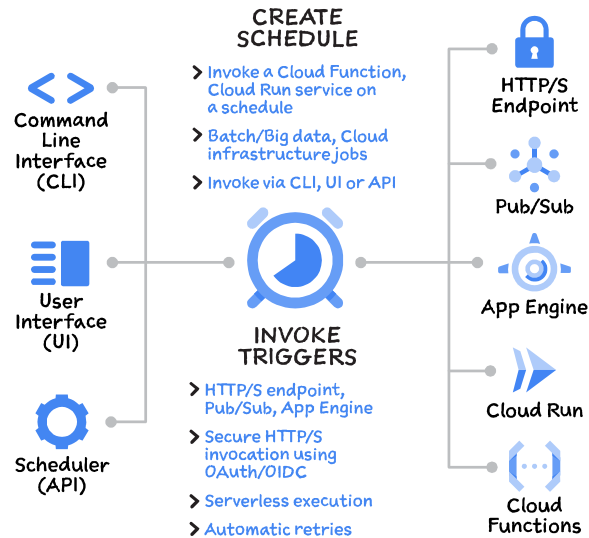 CREATE
SCHEDULE
Invoke a Cloud Function,
Cloud Run service on
a schedule
Batch/Big data, Cloud
infrastructure jobs
Invoke via CLI, UI or API
Command
Line
Interface
(CLI)
User
Interface
(UI)
Scheduler
(API)
INVOKE
TRIGGERS
HTTP/S endpoint,
Pub/Sub, App Engine
Secure HTTP/S
invocation using
OAuth/OIDC
Serverless execution
Automatic retries
HTTP/S
Endpoint
Pub/Sub
App Engine
Cloud Run
Cloud
Functions